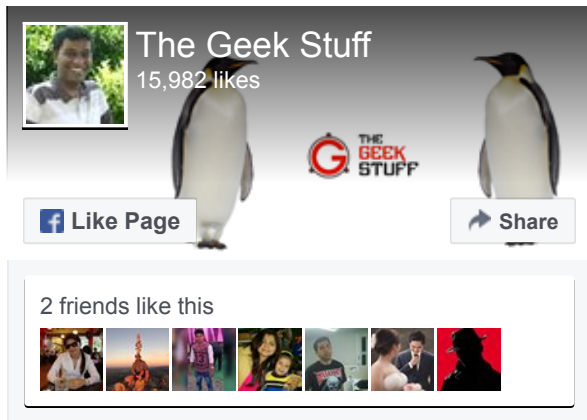 The Geek Stuff
15,982 likes
THE
GEEK
STUFF
Like Page
Share
2 friends like this